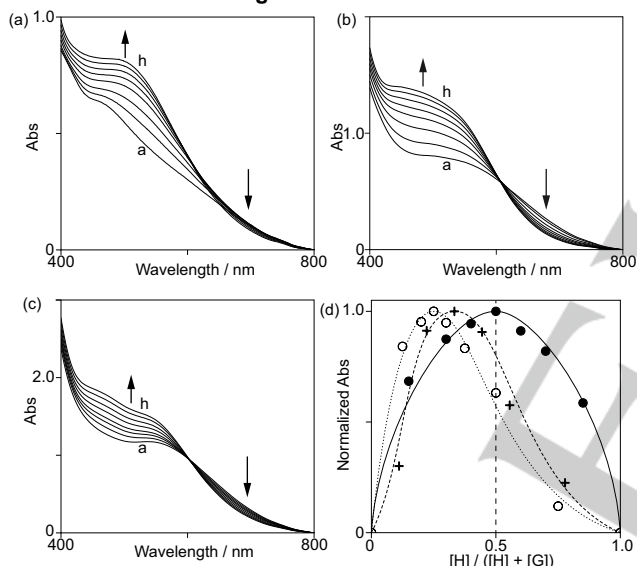 (a)
1.0
h
Abs
a
0
400
Wavelength / nm
800
(b)
h
1.0
Abs
a
0
400
Wavelength / nm
800
(c)
h
2.0
Abs
a
0
400
Wavelength / nm
800
(d)
1.0
Normalized Abs
0
0
0.5
1.0
[H] / ([H] + [G])